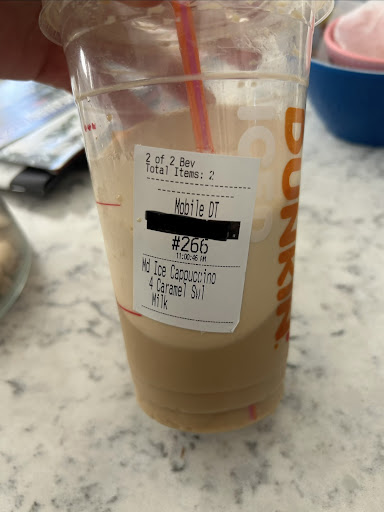 2 of 2 Bev
Total Items: 2
Mobile DT
#266
11:00:46 AM
Md Ice Cappuccino
4 Caramel Swl
Milk
DUNKIN'